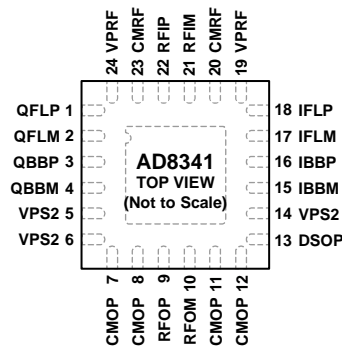 24 VPRF
23 CMRF
22 RFIP
21 RFIM
20 CMRF
19 VPRF
QFLP 1
QFLM 2
QBBP 3
QBBM 4
VPS2 5
VPS2 6
AD8341
TOP VIEW
(Not to Scale)
18 IFLP
17 IFLM
16 IBBP
15 IBBM
14 VPS2
13 DSOP
CMOP 7
CMOP 8
RFOP 9
RFOM 10
CMOP 11
CMOP 12